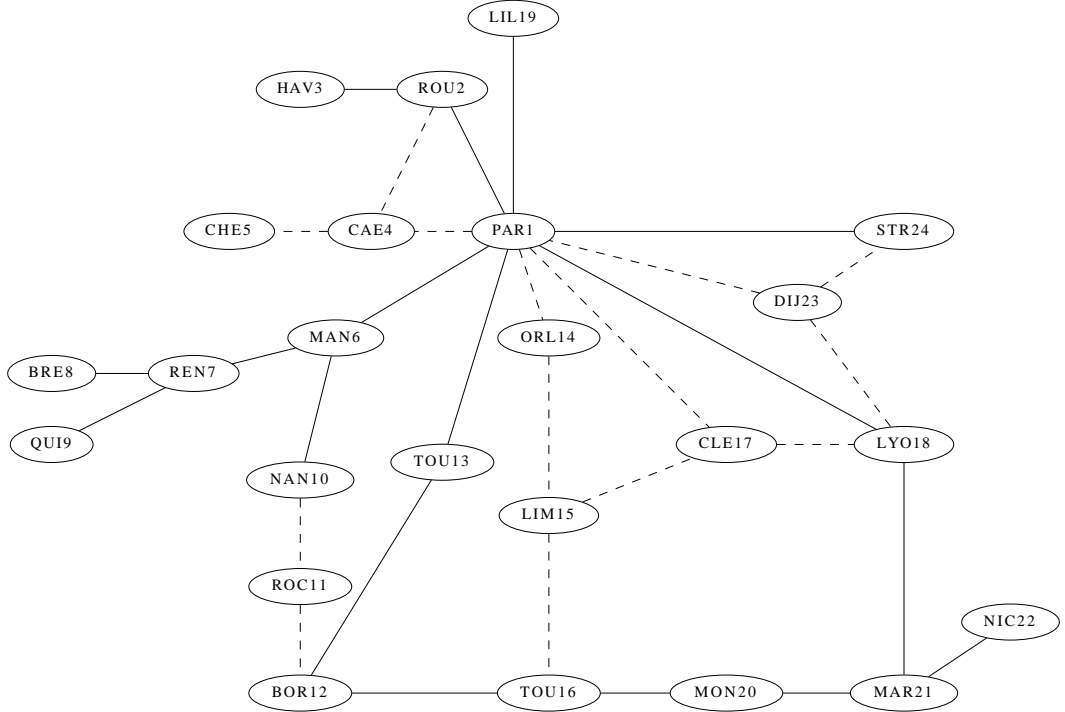 LIL19
HAV3
ROU2
CHE5
CAE4
PAR1
STR24
DIJ23
MAN6
ORL14
BRE8
REN7
QUI9
TOU13
CLE17
LYO18
NAN10
LIM15
ROC11
NIC22
BOR12
TOU16
MON20
MAR21